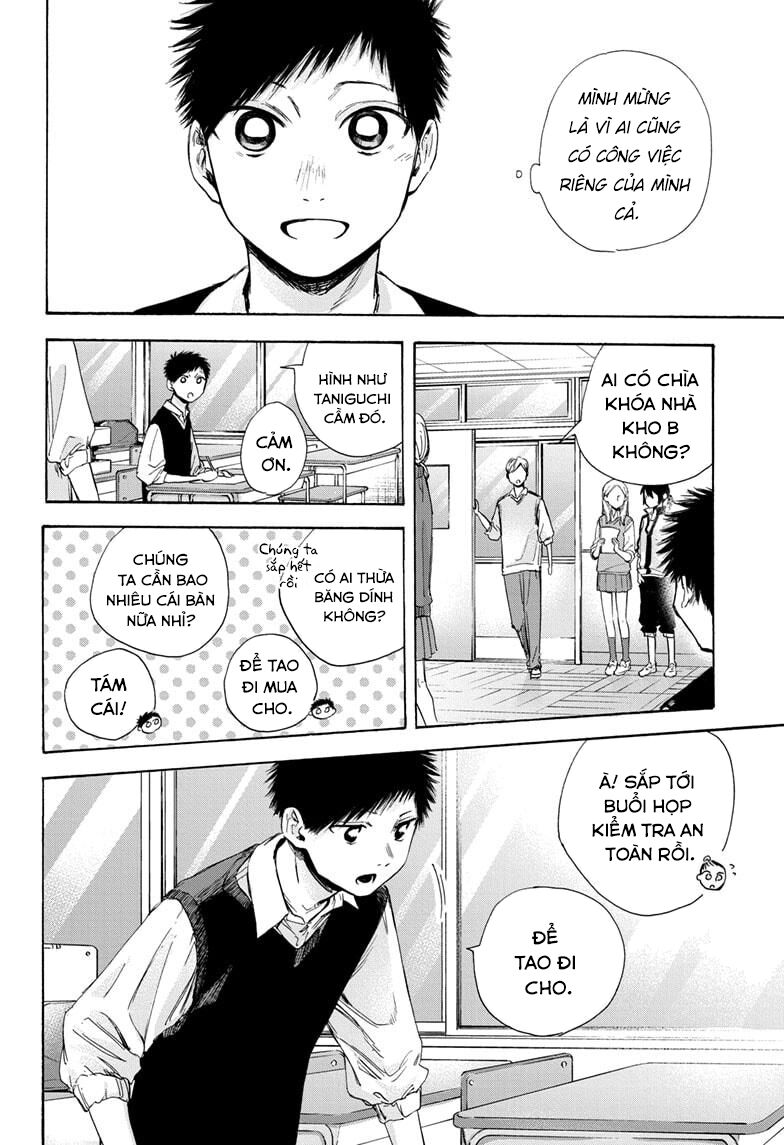 MÌNH MỪNG
LÀ VÌ AI CŨNG
CÓ CÔNG VIỆC
RIÊNG CỦA MÌNH
CẢ.
AI CÓ CHÌA
KHÓA NHÀ
KHO B
KHÔNG?
HÌNH NHƯ
TANIGUCHI
CẦM ĐÓ.
CẢM
ƠN.
CÓ AI THỪA
BĂNG DÍNH
KHÔNG?
Chúng ta
sắp hết
rồi
ĐỂ TAO
ĐI MUA
CHO.
CHÚNG
TA CẦN BAO
NHIÊU CÁI BÀN
NỮA NHỈ?
TÁM
CÁI!
À! SẮP TỚI
BUỔI HỌP
KIỂM TRA AN
TOÀN RỒI.
ĐỂ
TAO ĐI
CHO.